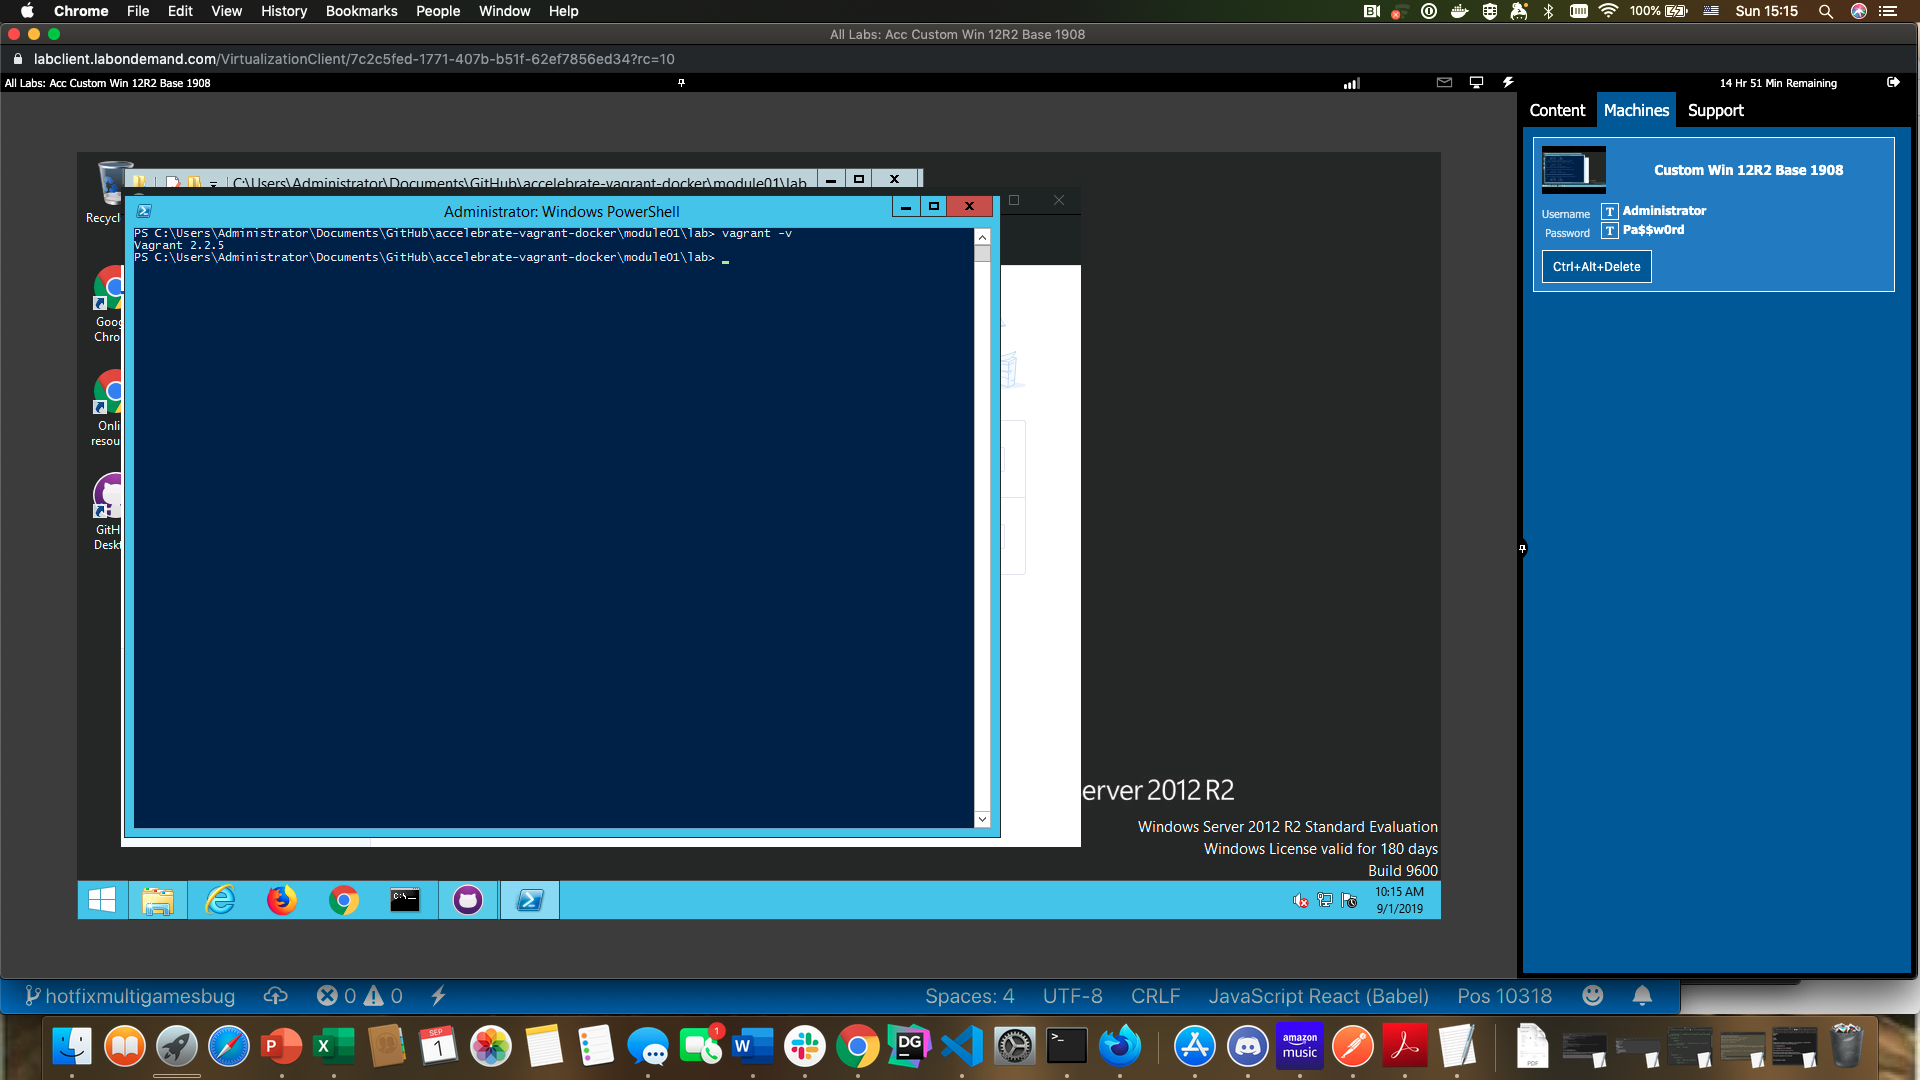 Chrome File Edit View History Bookmarks People Window Help 100% Sun 15:15
All Labs: Acc Custom Win 12R2 Base 1908
labclient.labondemand.com/VirtualizationClient/7c2c5fed-1771-407b-b51f-62ef7856ed34?rc=10
All Labs: Acc Custom Win 12R2 Base 1908 14 Hr 51 Min Remaining
Content Machines Support
Custom Win 12R2 Base 1908
Username T Administrator
Password T Pa$$w0rd
Ctrl+Alt+Delete
C:\Users\Administrator\Documents\GitHub\accelerate-vagrant-docker\module01\lab
Administrator: Windows PowerShell
PS C:\Users\Administrator\Documents\GitHub\accelerate-vagrant-docker\module01\lab> vagrant -v
Vagrant 2.2.5
PS C:\Users\Administrator\Documents\GitHub\accelerate-vagrant-docker\module01\lab> _
Recycl
Goog
Chro
Onli
resou
GitH
Deskt
erver 2012 R2
Windows Server 2012 R2 Standard Evaluation
Windows License valid for 180 days
Build 9600
10:15 AM
9/1/2019
hotfixmultigamesbug 0 0 Spaces: 4 UTF-8 CRLF JavaScript React (Babel) Pos 10318
SEP
1
1
DG
amazon
music
PDF